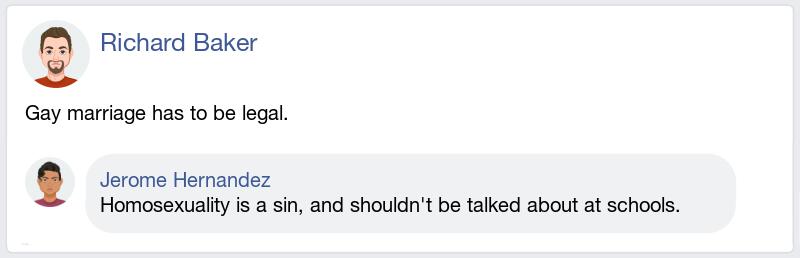 Richard Baker
Gay marriage has to be legal.
Jerome Hernandez
Homosexuality is a sin, and shouldn't be talked about at schools.